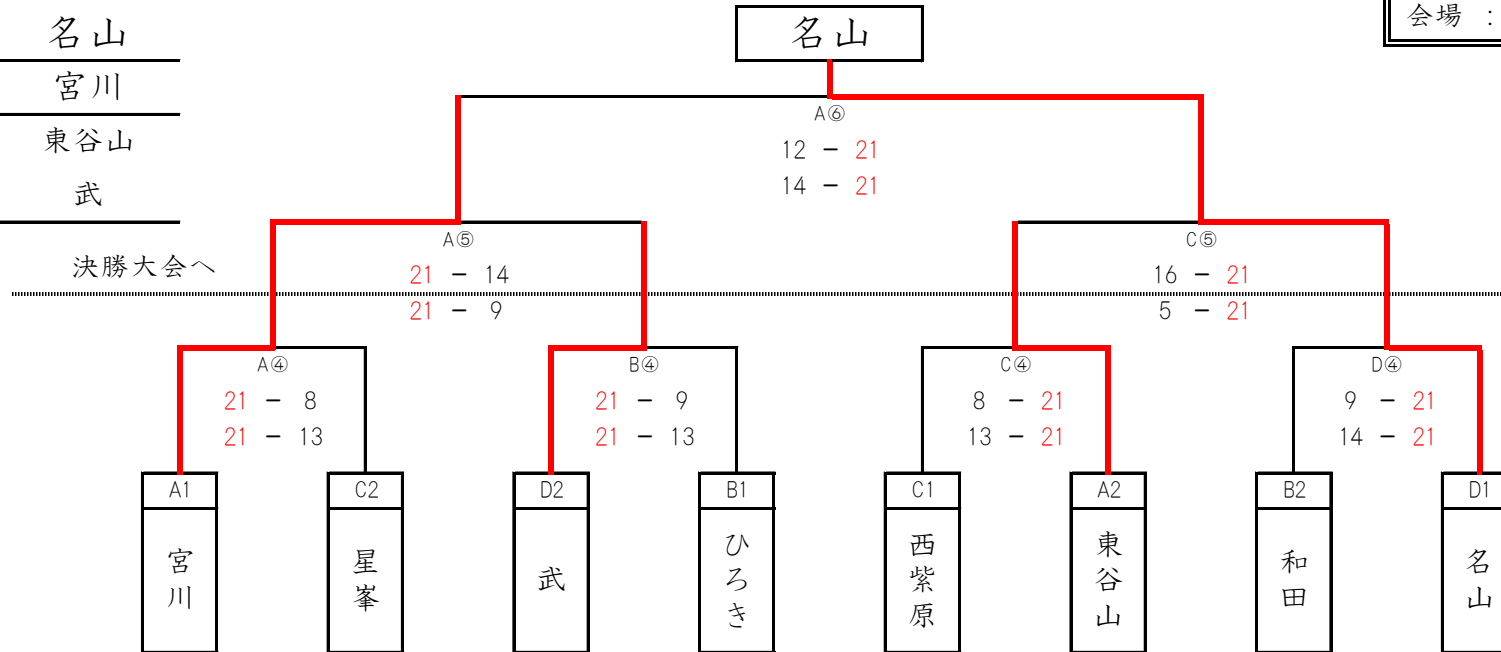 名山
宮川
東谷山
武
決勝大会へ
名山
会場 :
A⑥
12 - 21
14 - 21
A⑤
21 - 14
21 - 9
C⑤
16 - 21
5 - 21
A④
21 - 8
21 - 13
B④
21 - 9
21 - 13
C④
8 - 21
13 - 21
D④
9 - 21
14 - 21
A1
宮川
C2
星峯
D2
武
B1
ひろき
C1
西紫原
A2
東谷山
B2
和田
D1
名山